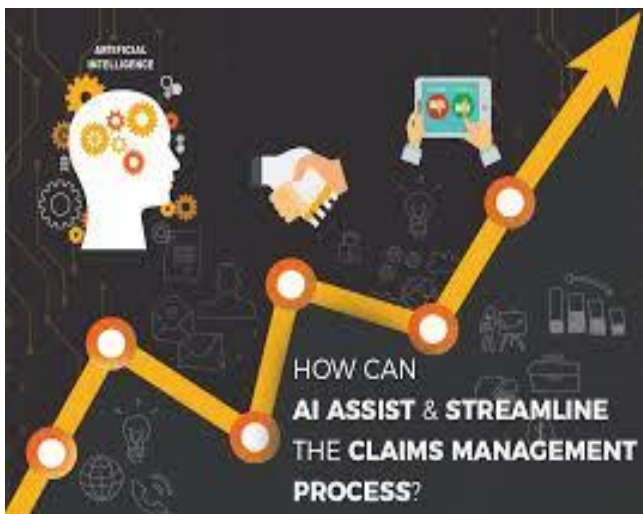 ARTIFICIAL
INTELLIGENCE
HOW CAN
AI ASSIST & STREAMLINE
THE CLAIMS MANAGEMENT
PROCESS?